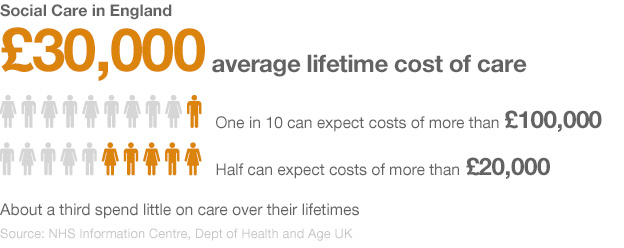 Social Care in England
£30,000 average lifetime cost of care
One in 10 can expect costs of more than £100,000
Half can expect costs of more than £20,000
About a third spend little on care over their lifetimes
Source: NHS Information Centre, Dept of Health and Age UK